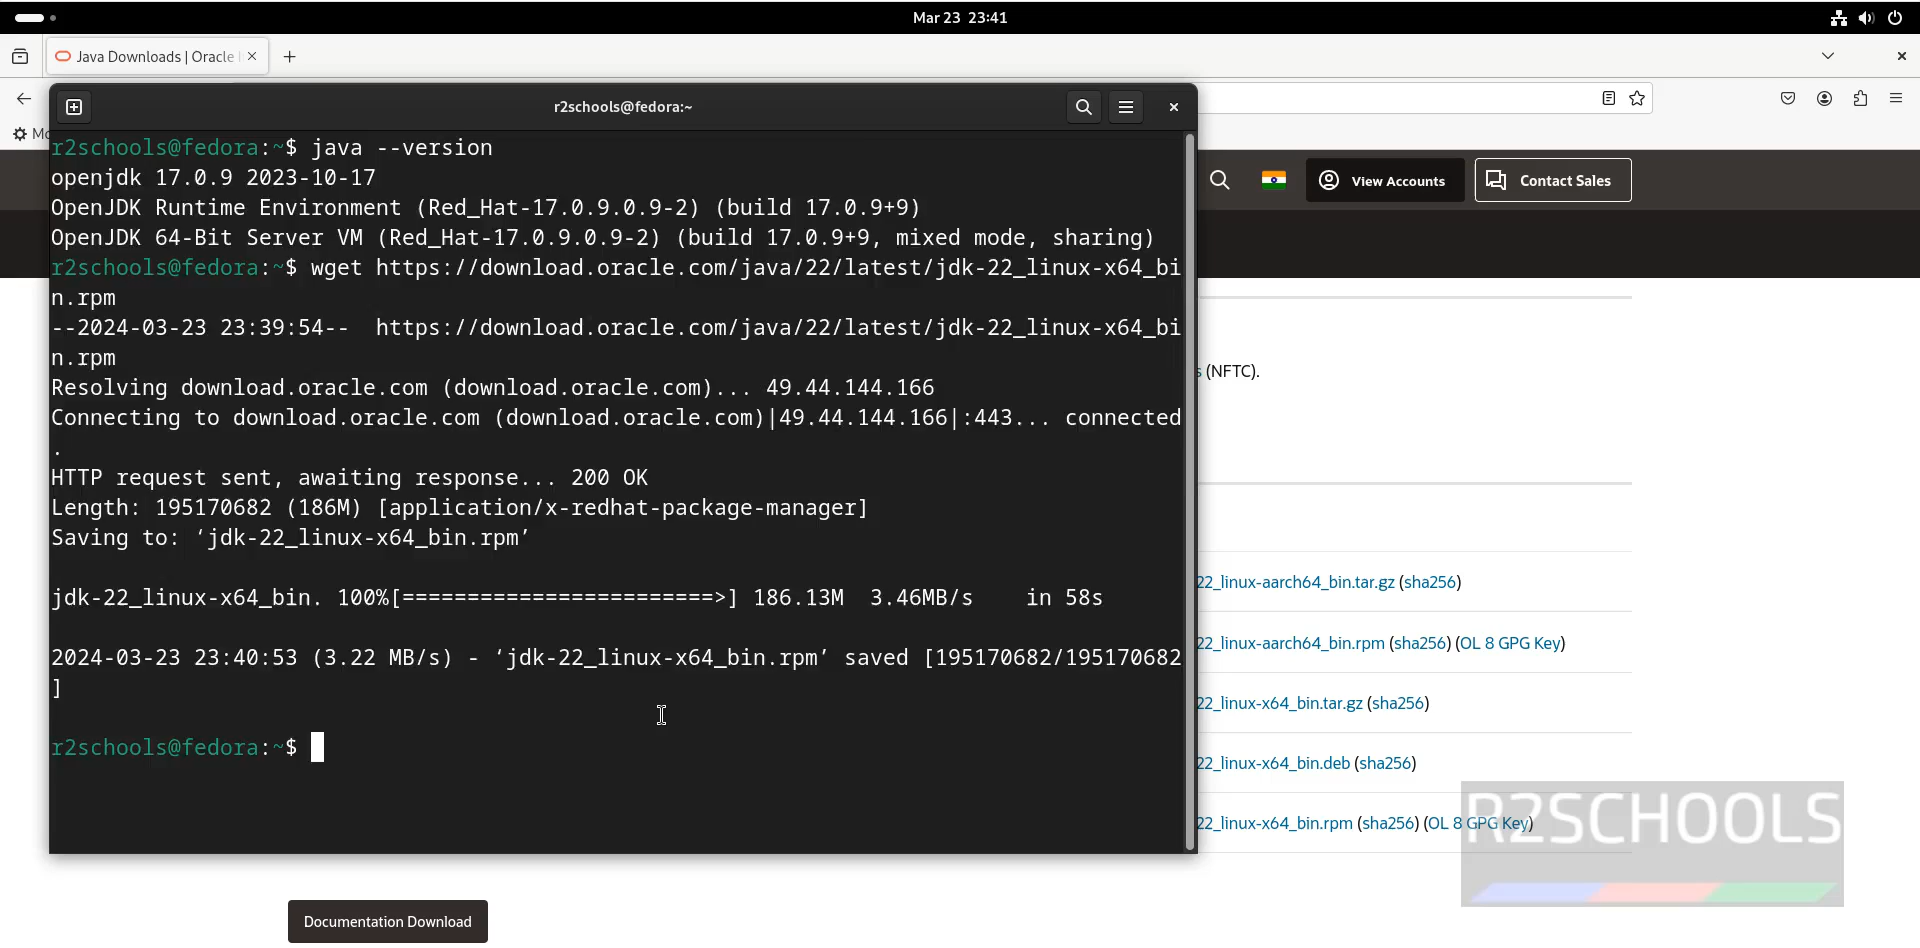 Mar 23 23:41
Java Downloads | Oracle
r2schools@fedora:~
r2schools@fedora:~$ java --version
openjdk 17.0.9 2023-10-17
OpenJDK Runtime Environment (Red_Hat-17.0.9.0.9-2) (build 17.0.9+9)
OpenJDK 64-Bit Server VM (Red_Hat-17.0.9.0.9-2) (build 17.0.9+9, mixed mode, sharing)
r2schools@fedora:~$ wget https://download.oracle.com/java/22/latest/jdk-22_linux-x64_bi
n.rpm
--2024-03-23 23:39:54--  https://download.oracle.com/java/22/latest/jdk-22_linux-x64_bi
n.rpm
Resolving download.oracle.com (download.oracle.com)... 49.44.144.166
Connecting to download.oracle.com (download.oracle.com)|49.44.144.166|:443... connected
.
HTTP request sent, awaiting response... 200 OK
Length: 195170682 (186M) [application/x-redhat-package-manager]
Saving to: ‘jdk-22_linux-x64_bin.rpm’
jdk-22_linux-x64_bin. 100%[========================>] 186.13M  3.46MB/s    in 58s
2024-03-23 23:40:53 (3.22 MB/s) - ‘jdk-22_linux-x64_bin.rpm’ saved [195170682/195170682
]
r2schools@fedora:~$
View Accounts
Contact Sales
(NFTC).
22_linux-aarch64_bin.tar.gz (sha256)
22_linux-aarch64_bin.rpm (sha256) (OL 8 GPG Key)
22_linux-x64_bin.tar.gz (sha256)
22_linux-x64_bin.deb (sha256)
22_linux-x64_bin.rpm (sha256) (OL 8 GPG Key)
R2SCHOOLS
Documentation Download